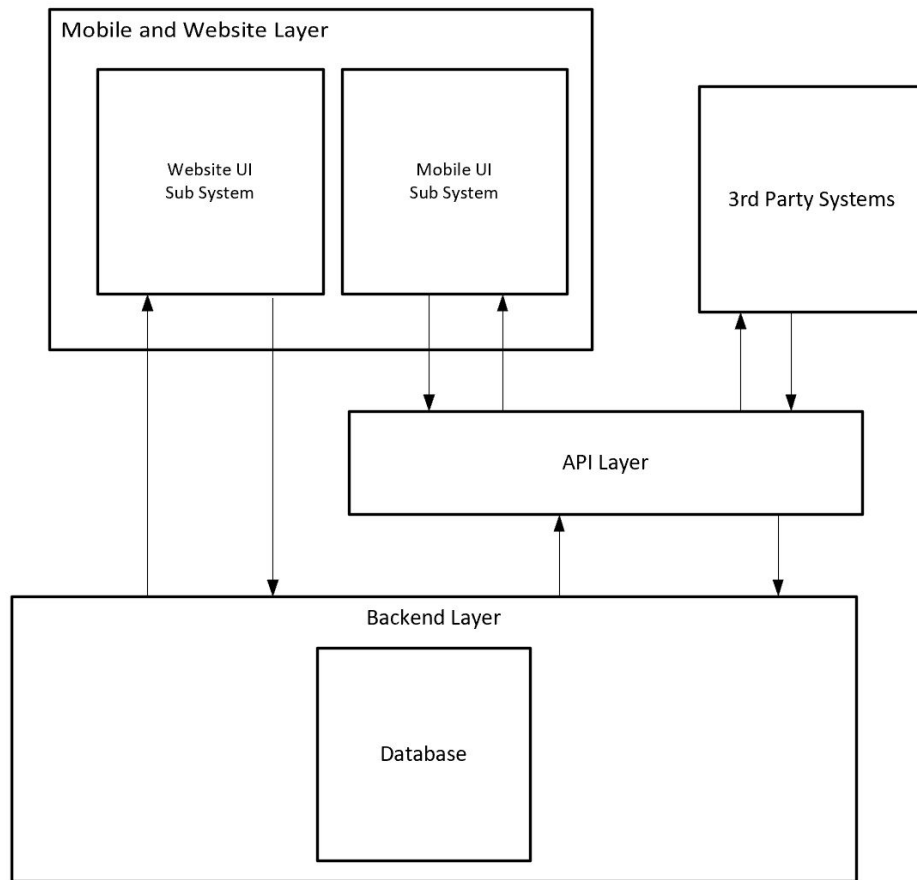 Mobile and Website Layer
Website UI
Sub System
Mobile UI
Sub System
3rd Party Systems
API Layer
Backend Layer
Database